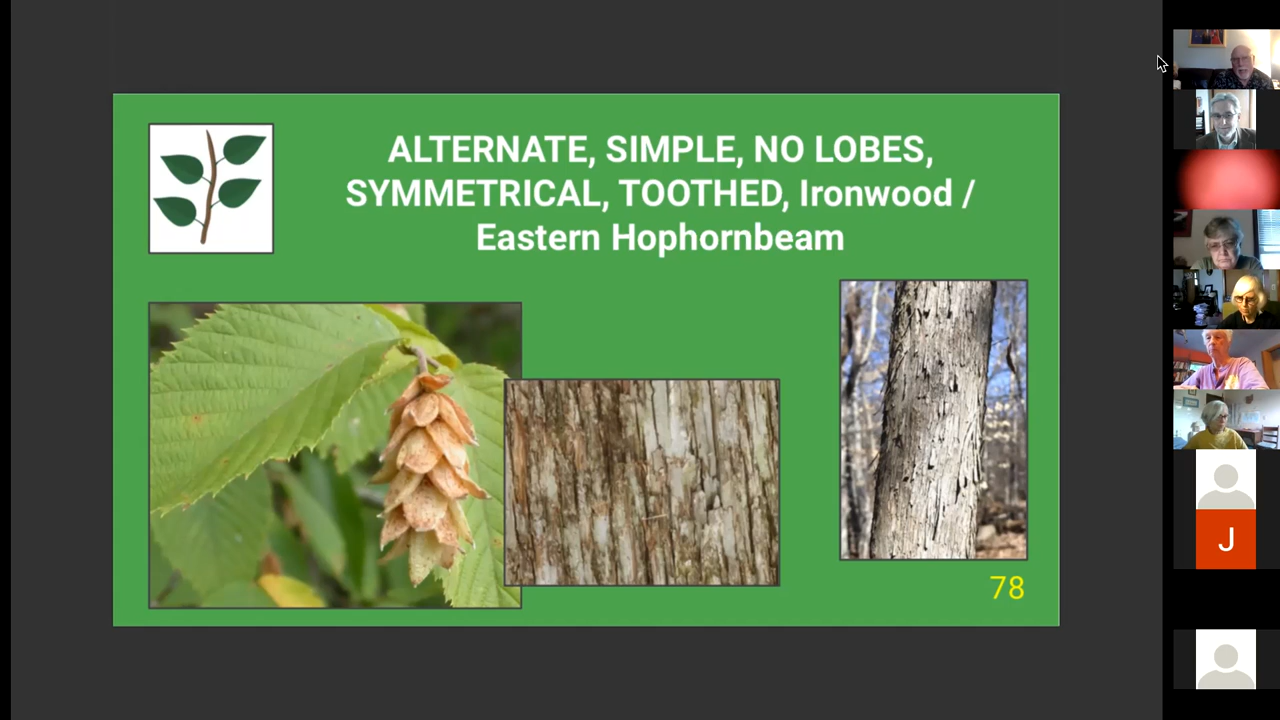 ALTERNATE, SIMPLE, NO LOBES,
SYMMETRICAL, TOOTHED, Ironwood /
Eastern Hophornbeam
78
J